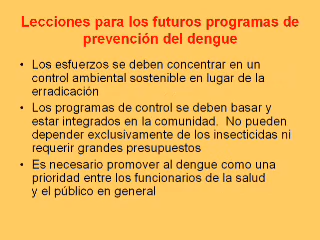 Lecciones para los futuros programas de
prevención del dengue
• Los esfuerzos se deben concentrar en un
control ambiental sostenible en lugar de la
erradicación
• Los programas de control se deben basar y
estar integrados en la comunidad. No pueden
depender exclusivamente de los insecticidas ni
requerir grandes presupuestos
• Es necesario promover al dengue como una
prioridad entre los funcionarios de la salud
y el público en general